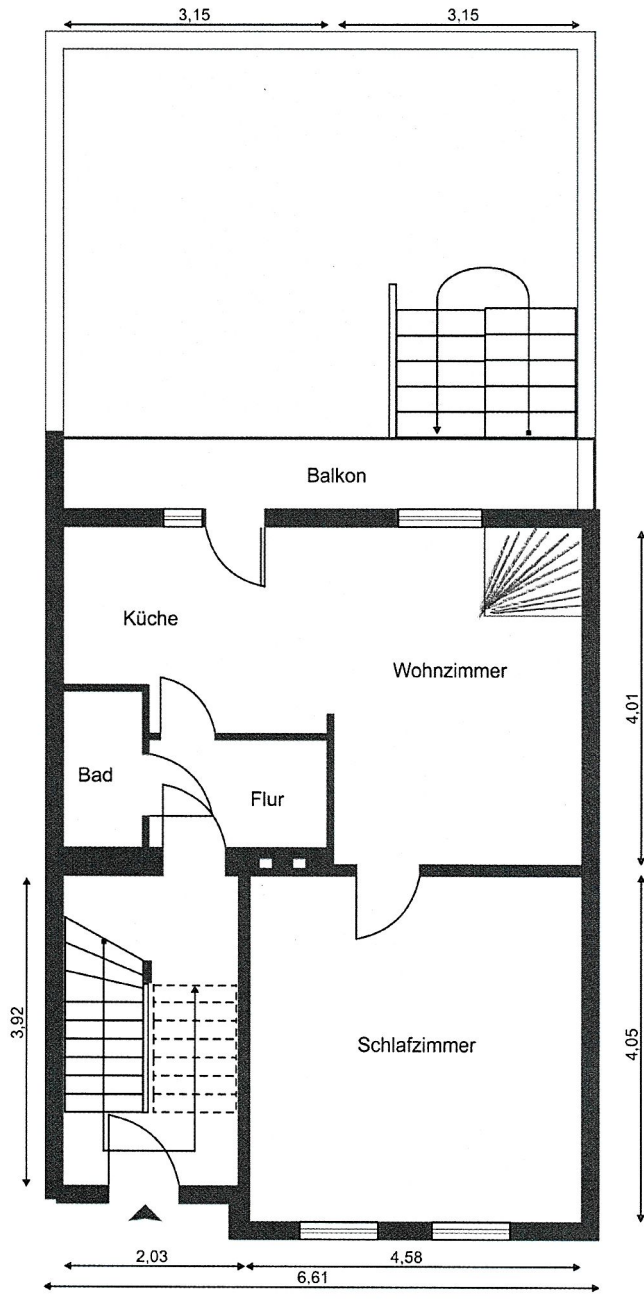 3,15 3,15
Balkon
Küche
Wohnzimmer
4,01
Bad
Flur
3,92
Schlafzimmer
4,05
2,03 4,58
6,61